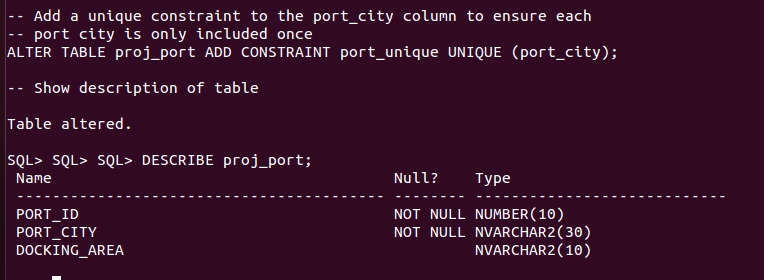 -- Add a unique constraint to the port_city column to ensure each
-- port city is only included once
ALTER TABLE proj_port ADD CONSTRAINT port_unique UNIQUE (port_city);
-- Show description of table
Table altered.
SQL> SQL> SQL> DESCRIBE proj_port;
Name Null? Type
----------------------------------------- -------- ----------------------------
PORT_ID NOT NULL NUMBER(10)
PORT_CITY NOT NULL NVARCHAR2(30)
DOCKING_AREA NVARCHAR2(10)